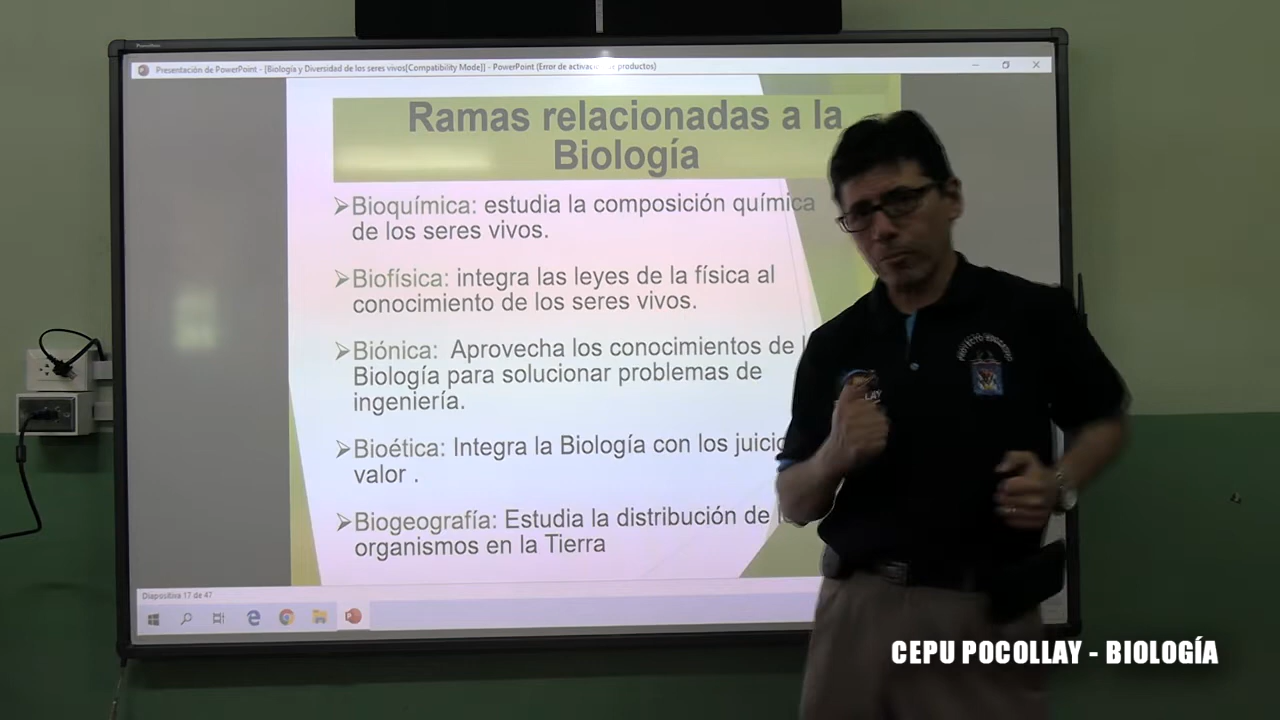 Presentación de PowerPoint - [Biología y Diversidad de los seres vivos[Compatibility Mode]] - PowerPoint (Error de productos)
Ramas relacionadas a la
Biología
➢Bioquímica: estudia la composición química
de los seres vivos.
➢Biofísica: integra las leyes de la física al
conocimiento de los seres vivos.
➢Biónica: Aprovecha los conocimientos de
Biología para solucionar problemas de
ingeniería.
➢Bioética: Integra la Biología con los
valor .
➢Biogeografía: Estudia la distribución de
organismos en la Tierra
Diapositiva 17 de 47
CEPU POCOLLAY - BIOLOGÍA